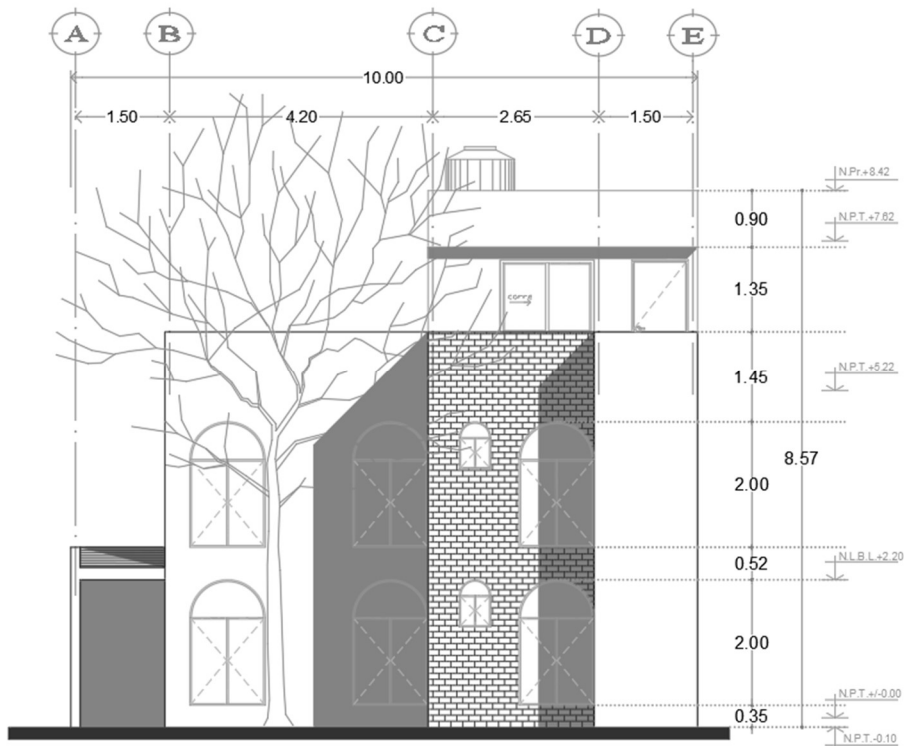 A B C D E
10.00
1.50 4.20 2.65 1.50
N.Pr.+8.42
0.90
N.P.T.+7.62
1.35
corre
1.45
N.P.T.+5.22
8.57
2.00
0.52
N.L.B.L+2.20
2.00
N.P.T.+/-0.00
0.35
N.P.T.-0.10